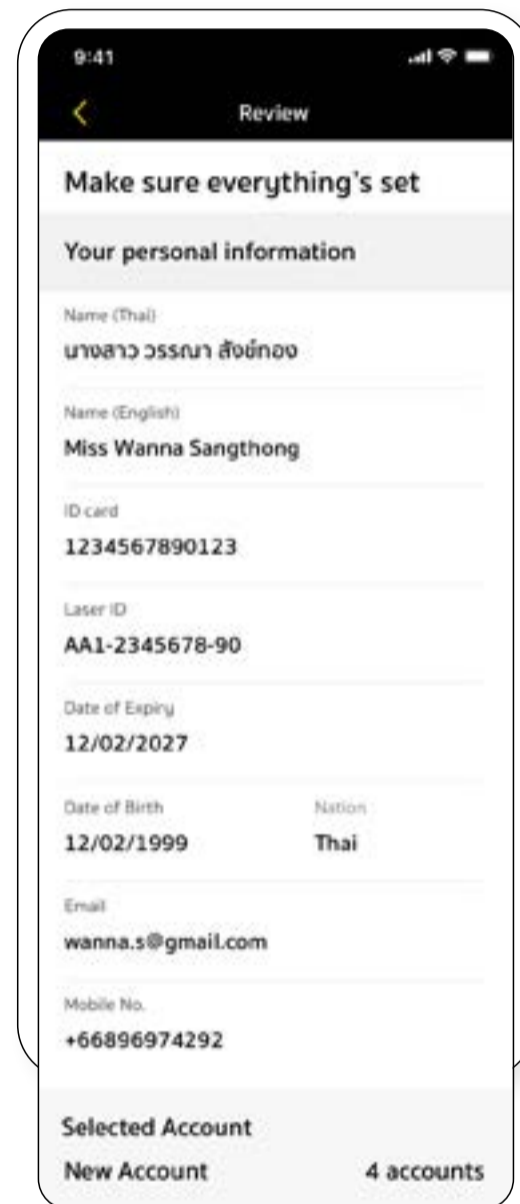 9:41
Review
Make sure everything's set
Your personal information
Name (Thai)
นางสาว วรรณา สังข์ทอง
Name (English)
Miss Wanna Sangthong
ID card
1234567890123
Laser ID
AA1-2345678-90
Date of Expiry
12/02/2027
Date of Birth Nation
12/02/1999 Thai
Email
wanna.s@gmail.com
Mobile No.
+66896974292
Selected Account
New Account 4 accounts